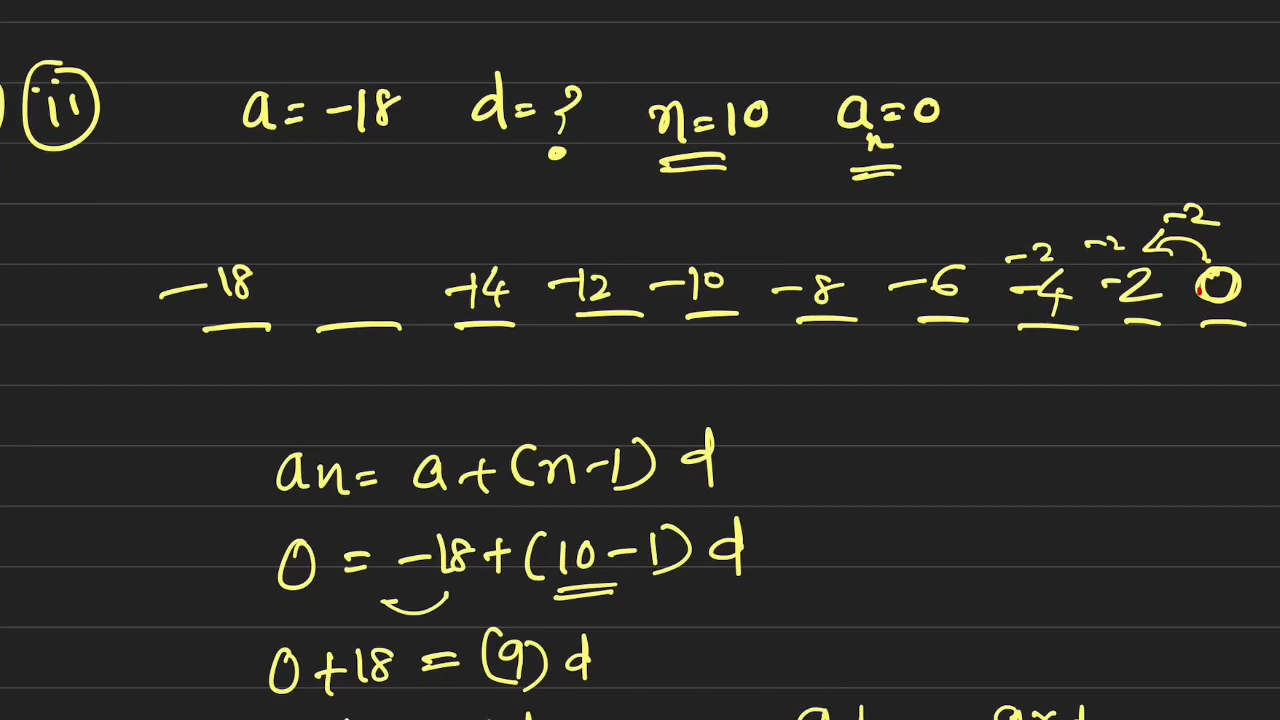 ii a = -18 d = ? n = 10 an = 0
-2 -2 -2
-18 -14 -12 -10 -8 -6 -4 -2 0
an = a + (n-1) d
0 = -18 + (10-1) d
0 + 18 = (9) d